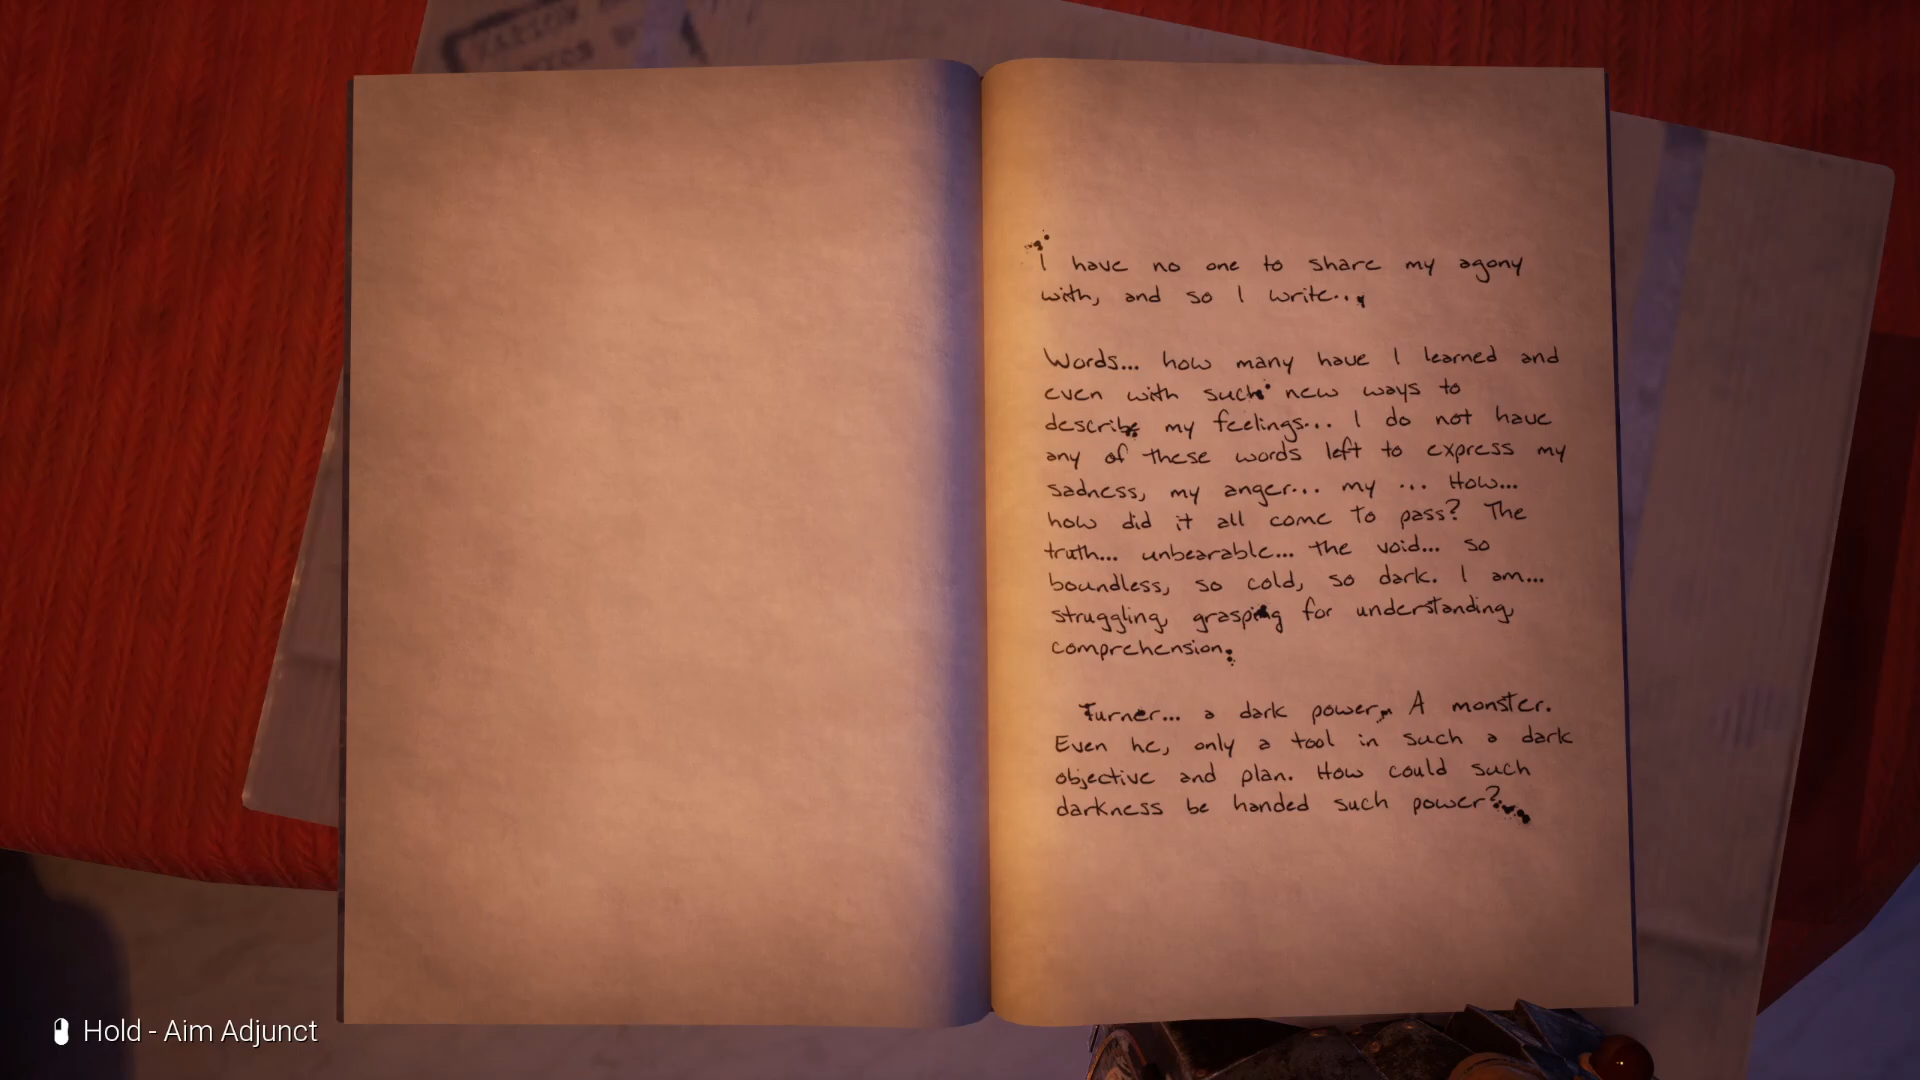 I have no one to share my agony
with, and so I write...
Words... how many have I learned and
even with such new ways to
describe my feelings... I do not have
any of these words left to express my
sadness, my anger... my ... How...
how did it all come to pass? The
truth... unbearable... the void... so
boundless, so cold, so dark. I am...
struggling, grasping for understanding,
comprehension.
Turner... a dark power. A monster.
Even he, only a tool in such a dark
objective and plan. How could such
darkness be handed such power?
Hold - Aim Adjunct